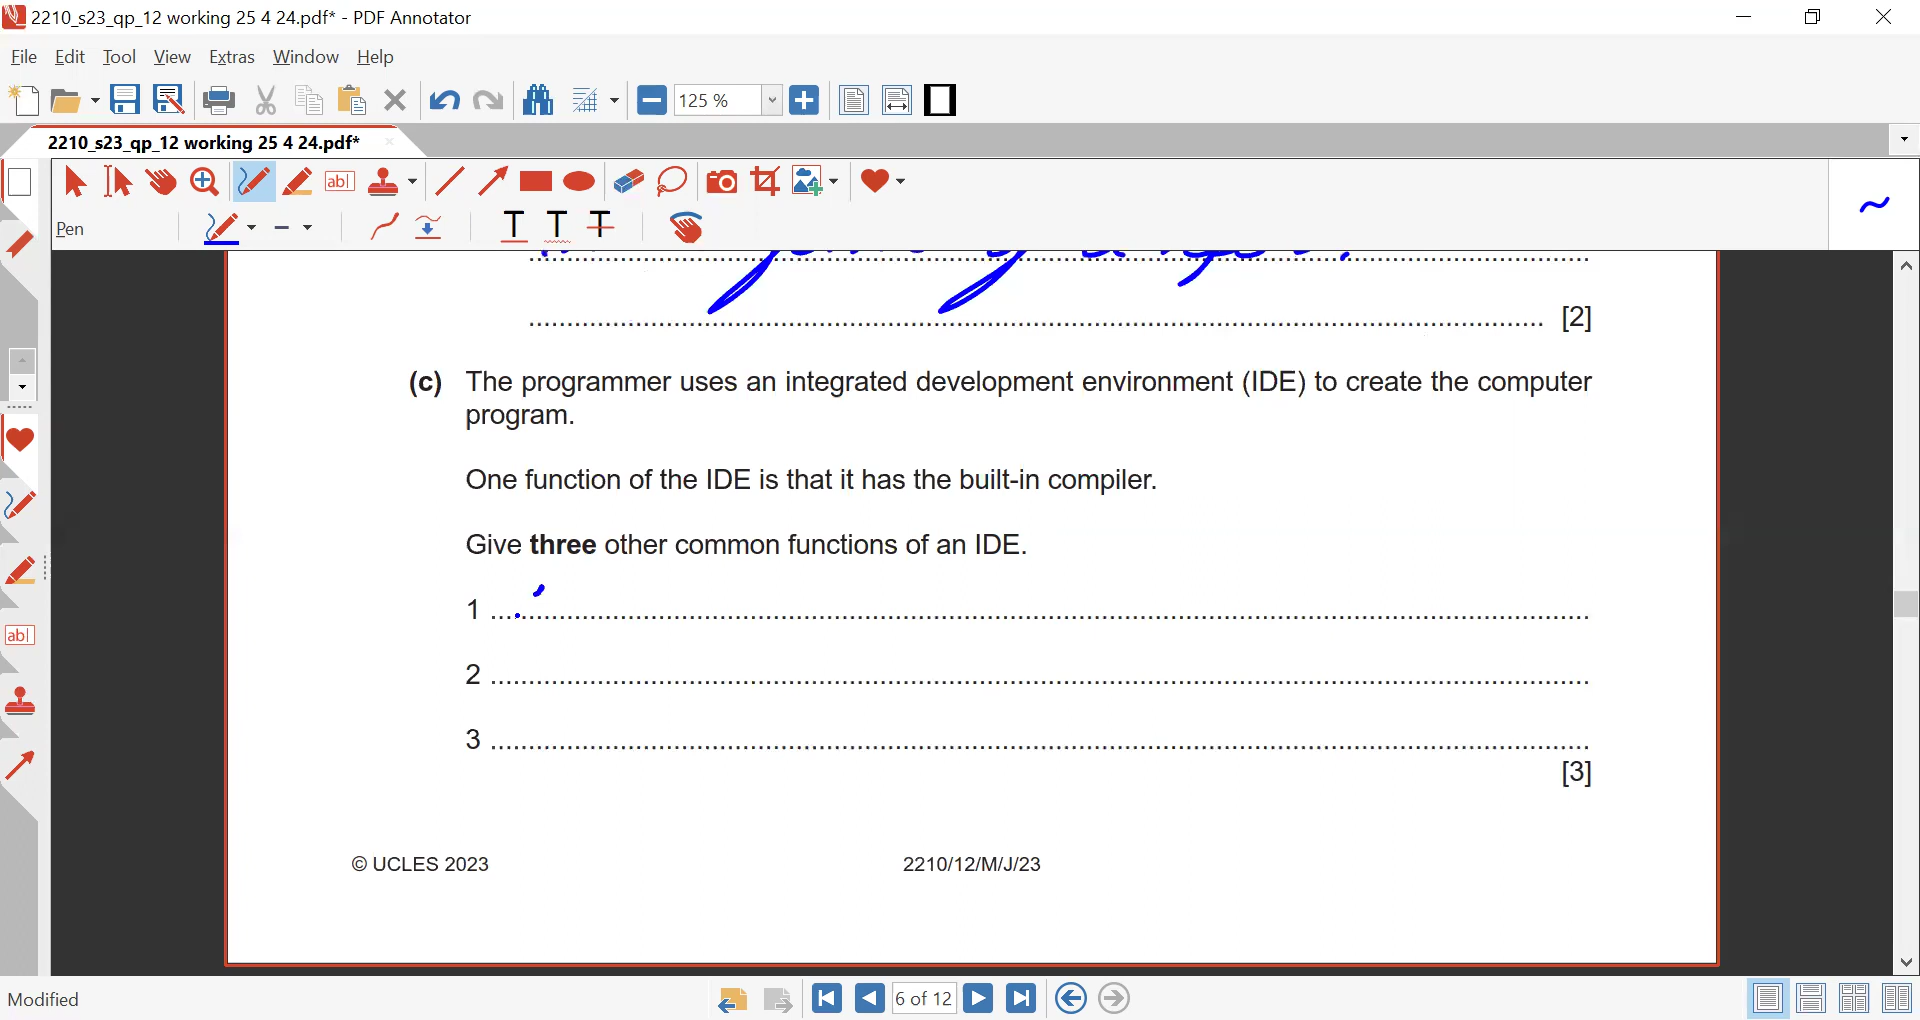 2210_s23_qp_12 working 25 4 24.pdf* - PDF Annotator
File Edit Tool View Extras Window Help
125 %
2210_s23_qp_12 working 25 4 24.pdf*
ab|
Pen
T T T
[2]
(c) The programmer uses an integrated development environment (IDE) to create the computer
program.
One function of the IDE is that it has the built-in compiler.
Give three other common functions of an IDE.
1
2
3
[3]
ab|
© UCLES 2023 2210/12/M/J/23
Modified 6 of 12